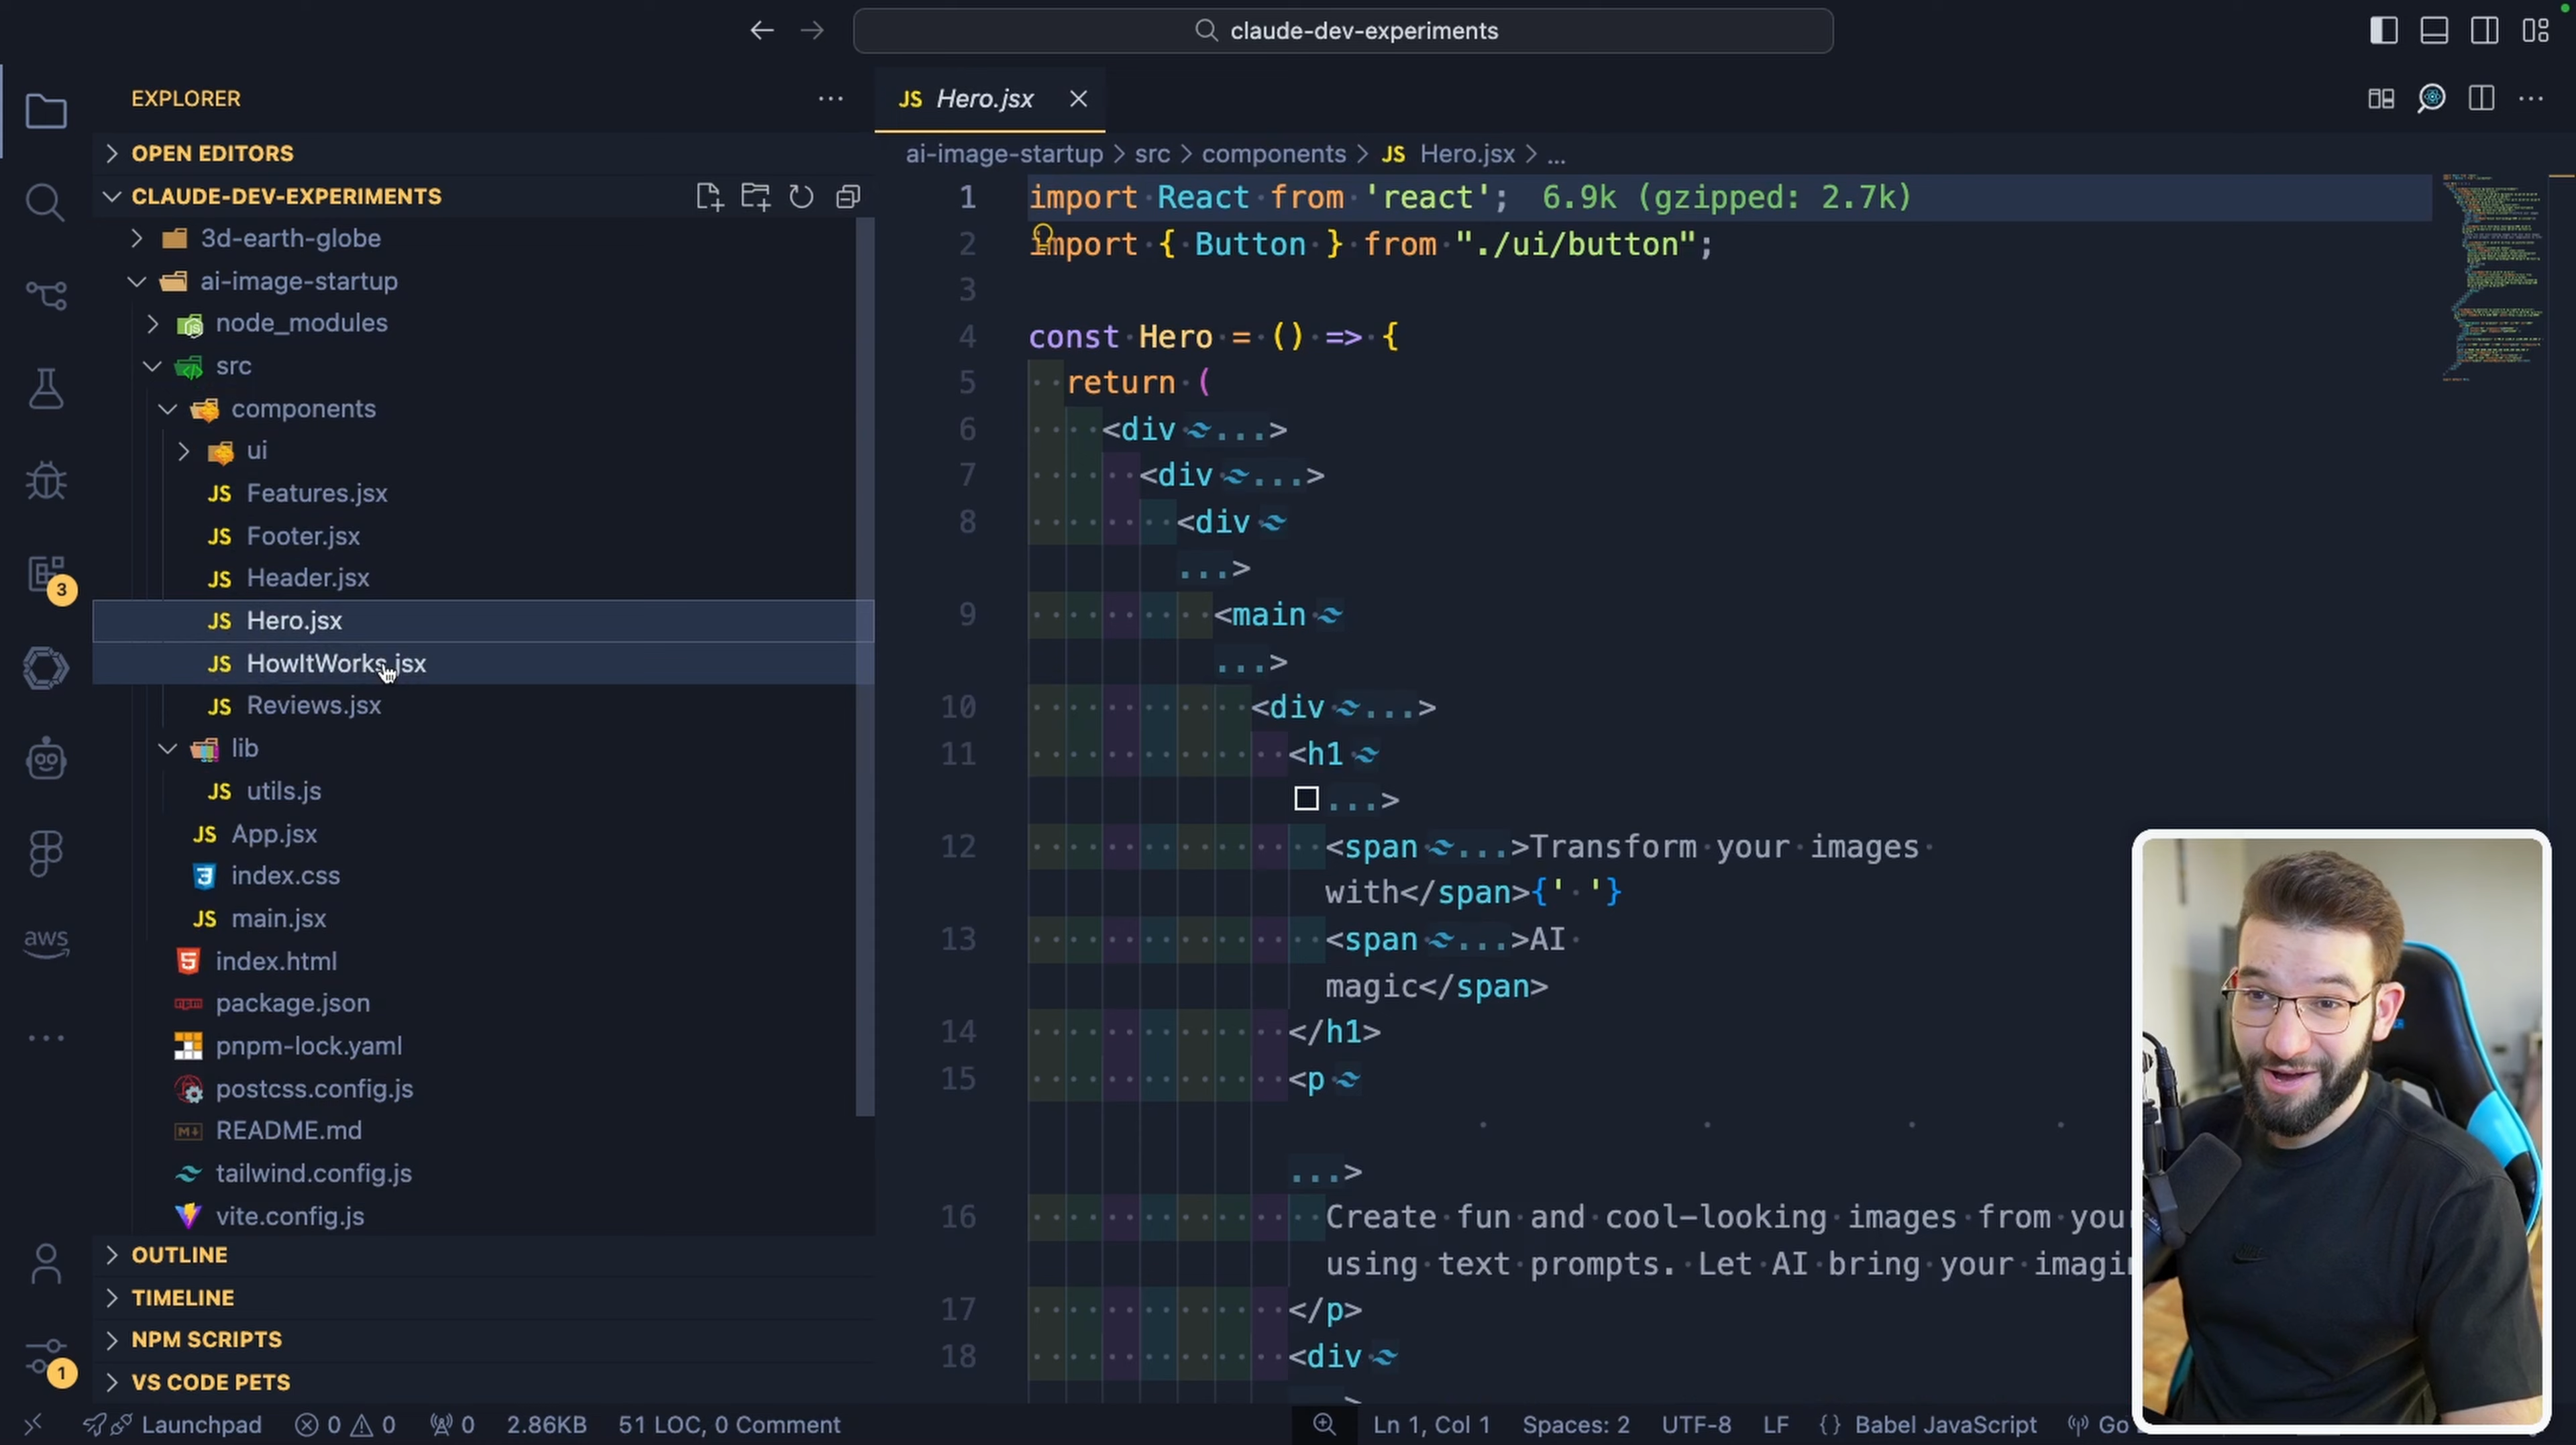 claude-dev-experiments
EXPLORER
OPEN EDITORS
CLAUDE-DEV-EXPERIMENTS
3d-earth-globe
ai-image-startup
node_modules
src
components
ui
JS Features.jsx
JS Footer.jsx
JS Header.jsx
JS Hero.jsx
JS HowItWorks.jsx
JS Reviews.jsx
lib
JS utils.js
JS App.jsx
3 index.css
JS main.jsx
5 index.html
npm package.json
pnpm-lock.yaml
postcss.config.js
M README.md
tailwind.config.js
vite.config.js
OUTLINE
TIMELINE
NPM SCRIPTS
VS CODE PETS
3
aws
1
JS Hero.jsx
ai-image-startup > src > components > JS Hero.jsx > ...
1 import React from 'react'; 6.9k (gzipped: 2.7k)
2 import { Button } from "./ui/button";
3
4 const Hero = () => {
5 return (
6 <div ...>
7 <div ...>
8 <div
...>
9 <main
...>
10 <div ...>
11 <h1
...>
12 <span ...>Transform your images
with</span>{' '}
13 <span ...>AI
magic</span>
14 </h1>
15 <p
...>
16 Create fun and cool-looking images from
using text prompts. Let AI bring your
17 </p>
18 <div
>
Launchpad 0 0 0 2.86KB 51 LOC, 0 Comment Ln 1, Col 1 Spaces: 2 UTF-8 LF {} Babel JavaScript Go